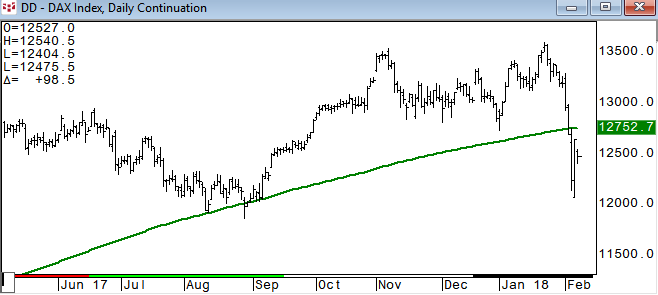 DD - DAX Index, Daily Continuation
O=12527.0
H=12540.5
L=12404.5
L=12475.5
Δ= +98.5
13500.0
13000.0
12752.7
12500.0
12000.0
11500.0
Jun 17 Jul Aug Sep Oct Nov Dec Jan 18 Feb